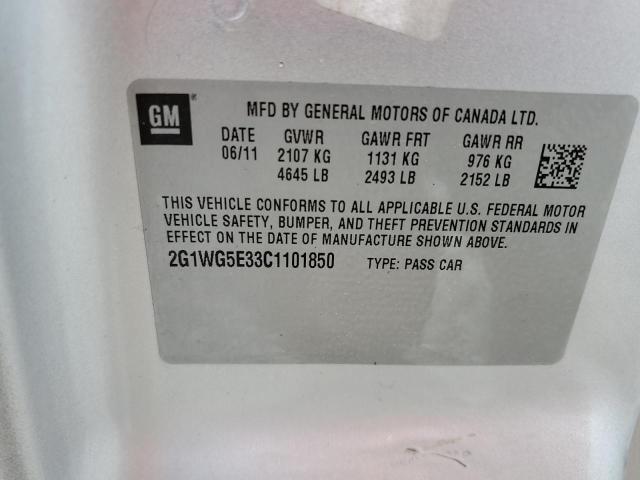 GM
MFD BY GENERAL MOTORS OF CANADA LTD.
DATE GVWR GAWR FRT GAWR RR
06/11 2107 KG 1131 KG 976 KG
4645 LB 2493 LB 2152 LB
THIS VEHICLE CONFORMS TO ALL APPLICABLE U.S. FEDERAL MOTOR
VEHICLE SAFETY, BUMPER, AND THEFT PREVENTION STANDARDS IN
EFFECT ON THE DATE OF MANUFACTURE SHOWN ABOVE.
2G1WG5E33C1101850 TYPE: PASS CAR